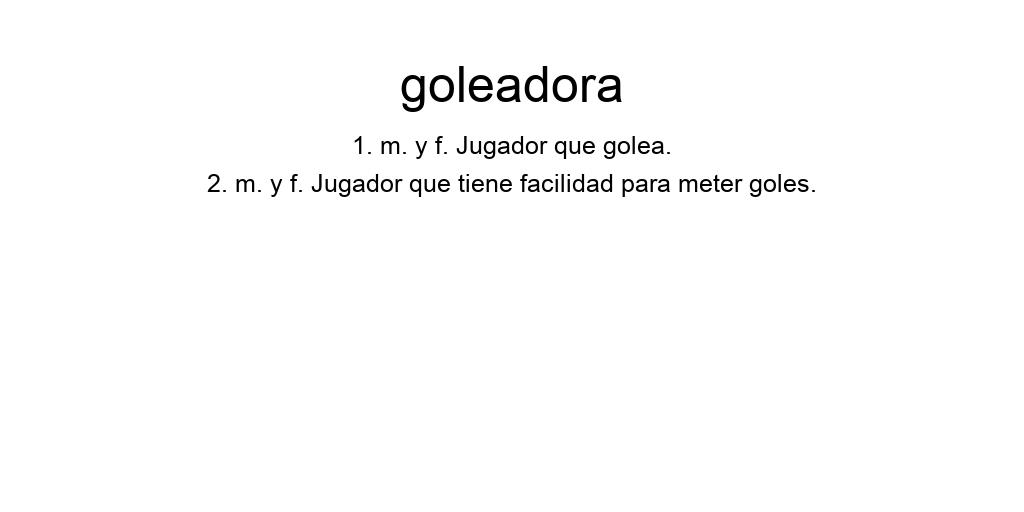 goleadora
1. m. y f. Jugador que golea.
2. m. y f. Jugador que tiene facilidad para meter goles.